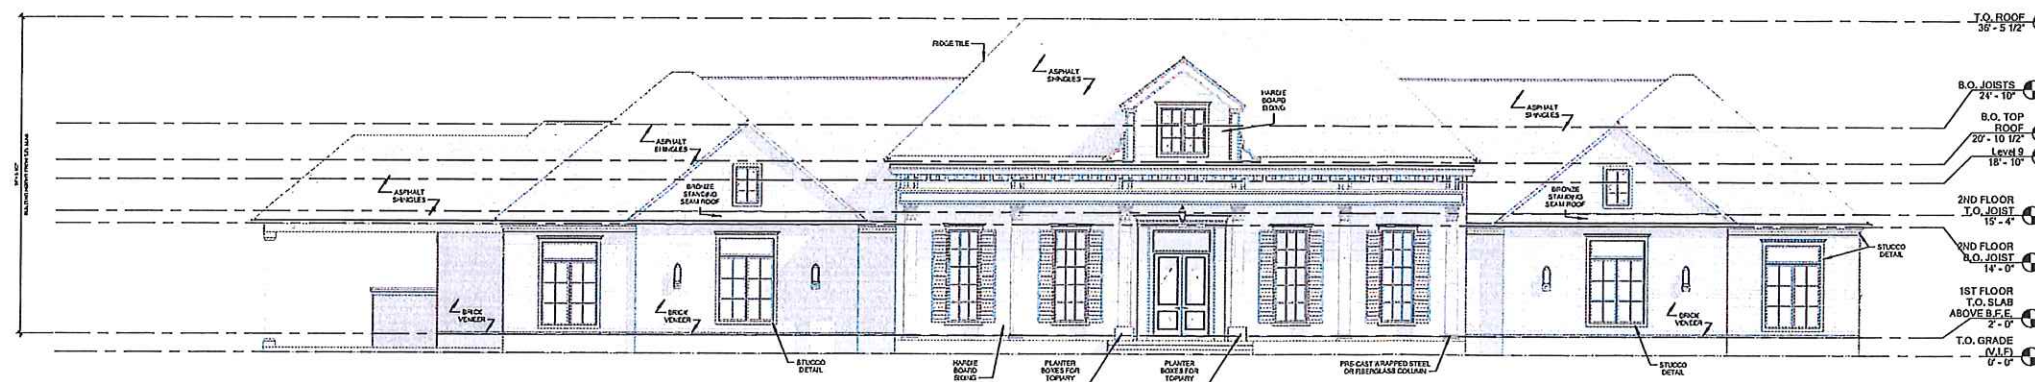 T.O. ROOF
36' - 5 1/2"
RIDGE TILE
ASPHALT
SHINGLES
HARDIE
BOARD
SIDING
B.O. JOISTS
24' - 10"
ASPHALT
SHINGLES
B.O. TOP
ROOF
20' - 10 1/2"
ASPHALT
SHINGLES
Level 9
18' - 10"
ASPHALT
SHINGLES
BRONZE
STANDING
SEAM ROOF
BRONZE
STANDING
SEAM ROOF
2ND FLOOR
T.O. JOIST
15' - 4"
STUCCO
DETAIL
2ND FLOOR
B.O. JOIST
14' - 0"
BRICK
VENEER
BRICK
VENEER
BRICK
VENEER
1ST FLOOR
T.O. SLAB
ABOVE B.F.E.
2' - 0"
T.O. GRADE
(V.I.F)
0' - 0"
STUCCO
DETAIL
HARDIE
BOARD
SIDING
PLANTER
BOXES FOR
TOPIARY
PLANTER
BOXES FOR
TOPIARY
PRE-CAST WRAPPED STEEL
OR FIBERGLASS COLUMN
STUCCO
DETAIL